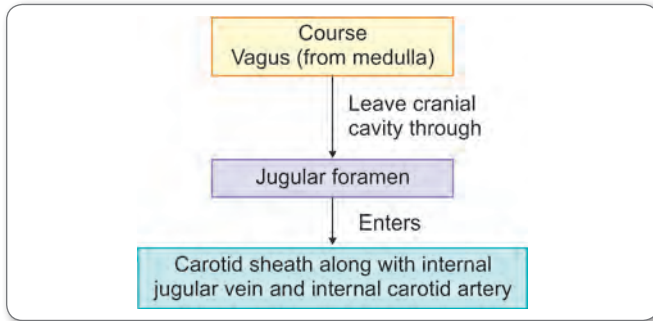 Course
Vagus (from medulla)
Leave cranial
cavity through
Jugular foramen
Enters
Carotid sheath along with internal
jugular vein and internal carotid artery